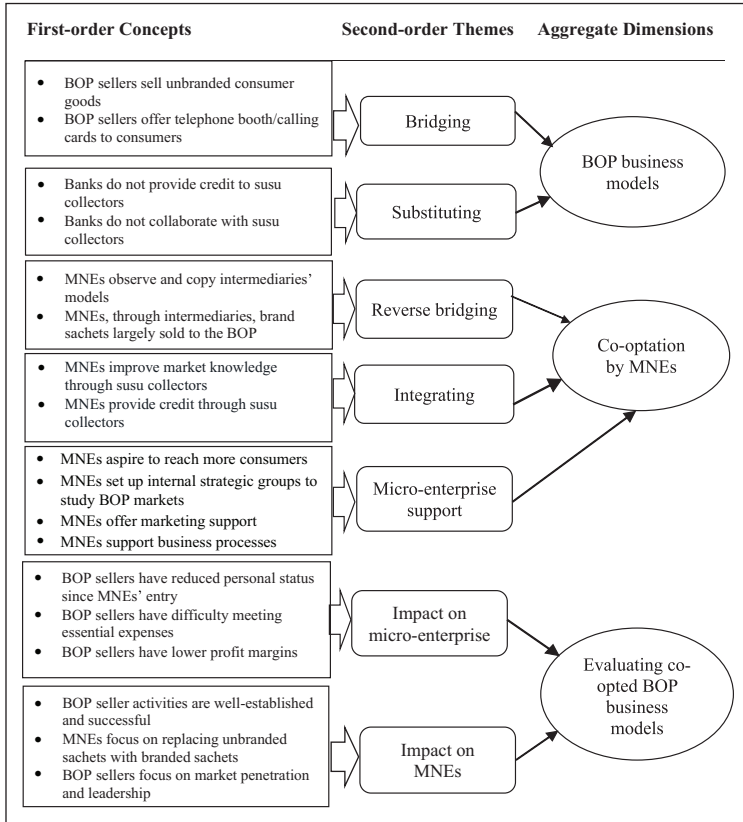 First-order Concepts
Second-order Themes
Aggregate Dimensions
• BOP sellers sell unbranded consumer
goods
• BOP sellers offer telephone booth/calling
cards to consumers
Bridging
• Banks do not provide credit to susu
collectors
• Banks do not collaborate with susu
collectors
Substituting
BOP business
models
• MNEs observe and copy intermediaries’
models
• MNEs, through intermediaries, brand
sachets largely sold to the BOP
Reverse bridging
• MNEs improve market knowledge
through susu collectors
• MNEs provide credit through susu
collectors
Integrating
• MNEs aspire to reach more consumers
• MNEs set up internal strategic groups to
study BOP markets
• MNEs offer marketing support
• MNEs support business processes
Micro-enterprise
support
Co-optation
by MNEs
• BOP sellers have reduced personal status
since MNEs’ entry
• BOP sellers have difficulty meeting
essential expenses
• BOP sellers have lower profit margins
Impact on
micro-enterprise
• BOP seller activities are well-established
and successful
• MNEs focus on replacing unbranded
sachets with branded sachets
• BOP sellers focus on market penetration
and leadership
Impact on
MNEs
Evaluating co-
opted BOP
business
models